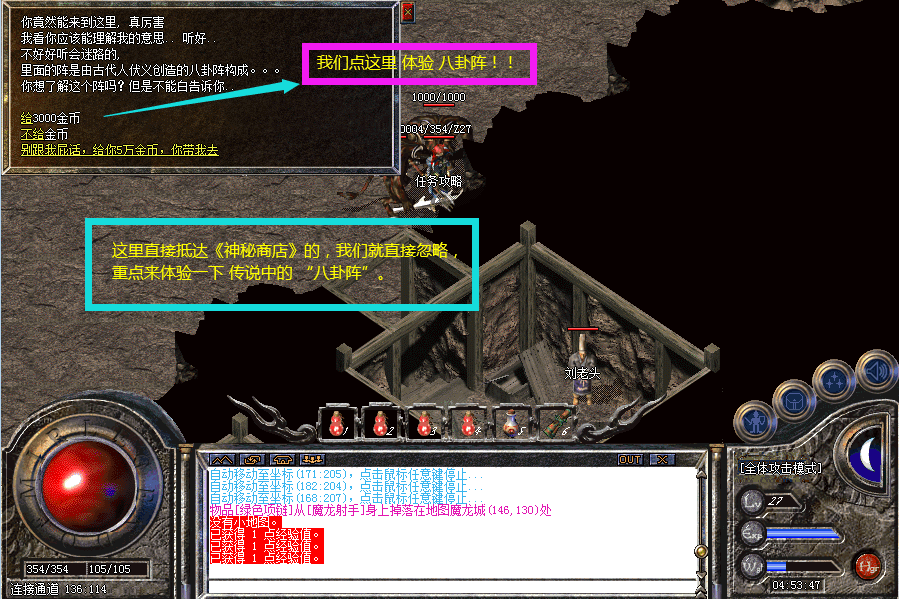 你竟然能来到这里, 真厉害
我看你应该能理解我的意思.. 听好..
不好好听会迷路的,
里面的阵是由古代人伏义创造的八卦阵构成。。。
你想了解这个阵吗? 但是不能白告诉你..
给3000金币
不给金币
别跟我屁话, 给你5万金币, 你带我去
我们点这里 体验 八卦阵！！
1000/1000
0004/354/Z27
任务攻略
这里直接抵达《神秘商店》的，我们就直接忽略，
重点来体验一下 传说中的 “八卦阵”。
刘老头
1
2
3
4
5
6
OUT
自动移动至坐标(171:205), 点击鼠标任意键停止...
自动移动至坐标(182:204), 点击鼠标任意键停止...
自动移动至坐标(168:207), 点击鼠标任意键停止...
物品[绿色项链]从[魔龙射手]身上掉落在地图魔龙城(146,130)处
没有小地图。
已获得 1 点经验值。
已获得 1 点经验值。
已获得 1 点经验值。
[全体攻击模式]
Lv 27
Exp
W
Hgr
04:53:47
354/354
105/105
连接通道 136:114